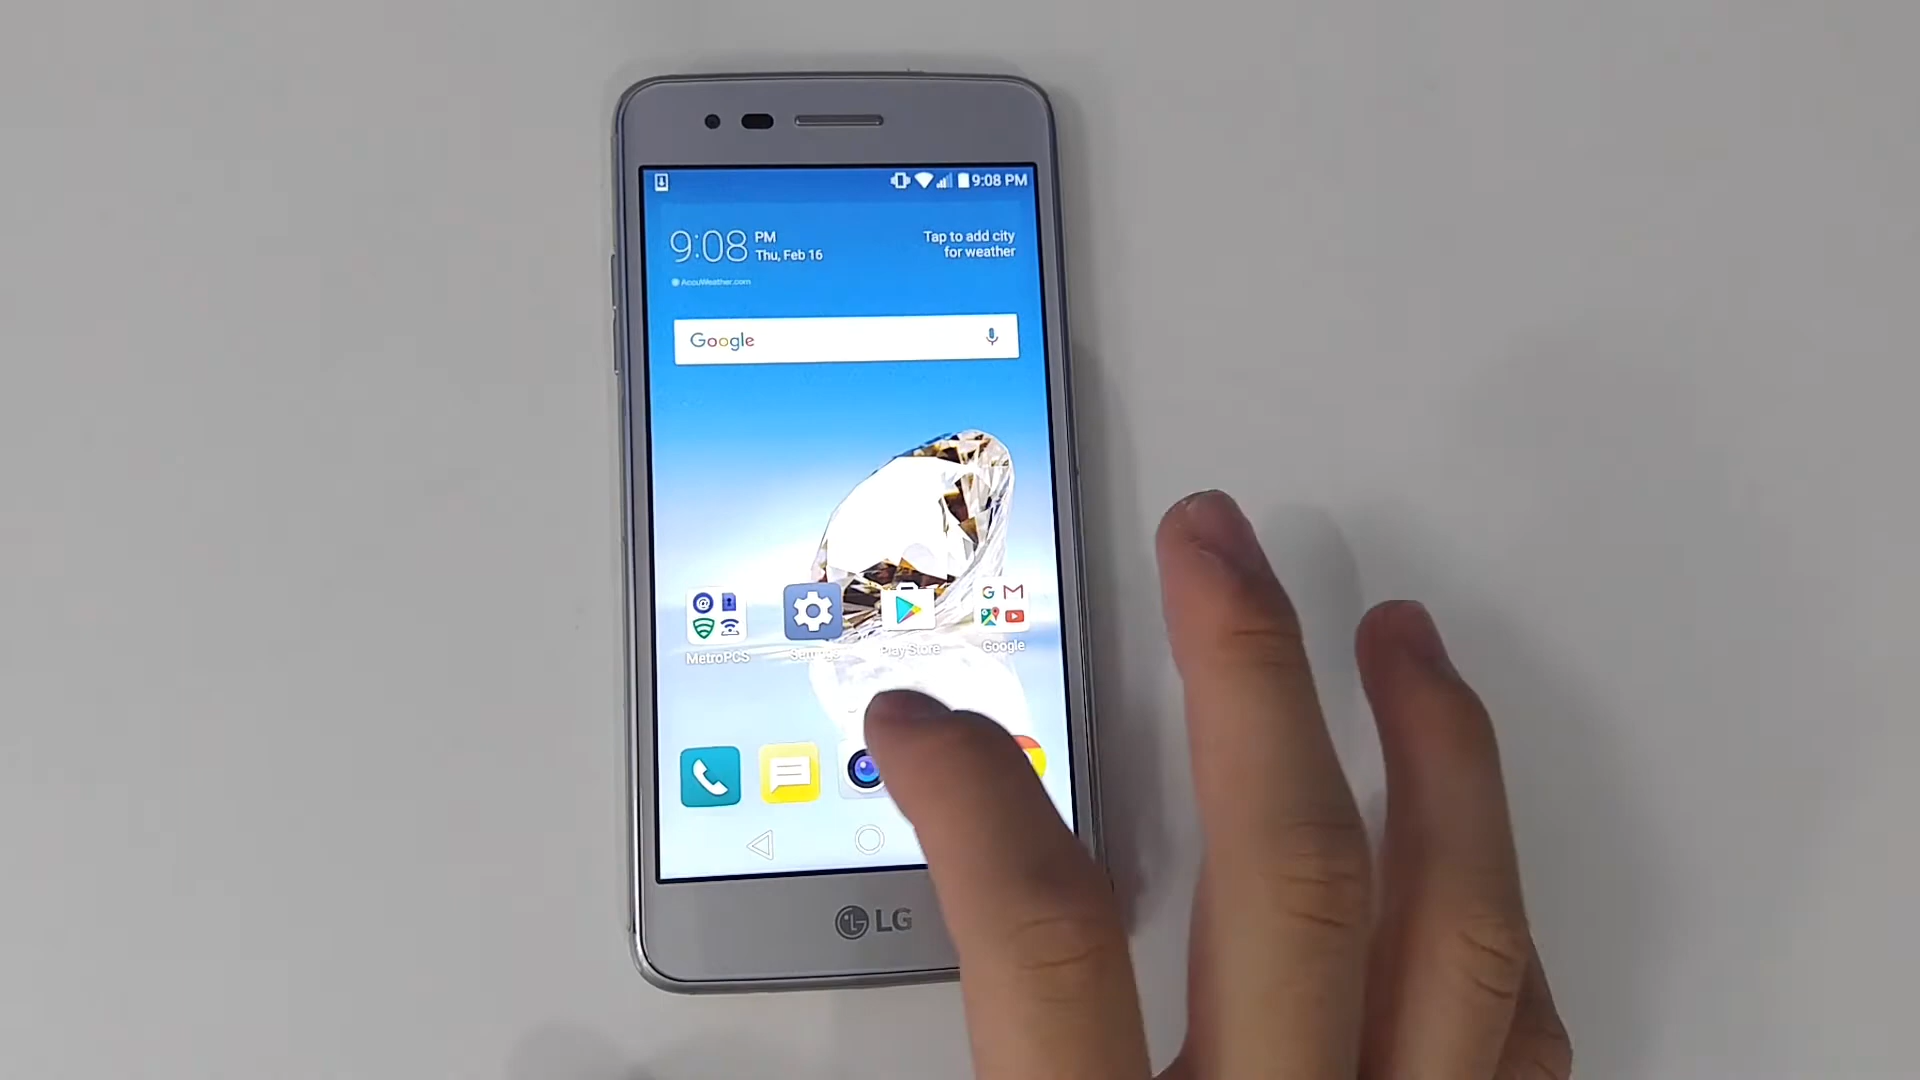 9:08 PM
9:08 PM
Thu, Feb 16
Tap to add city
for weather
AccuWeather.com
Google
MetroPCS
Settings
Play Store
Google
LG